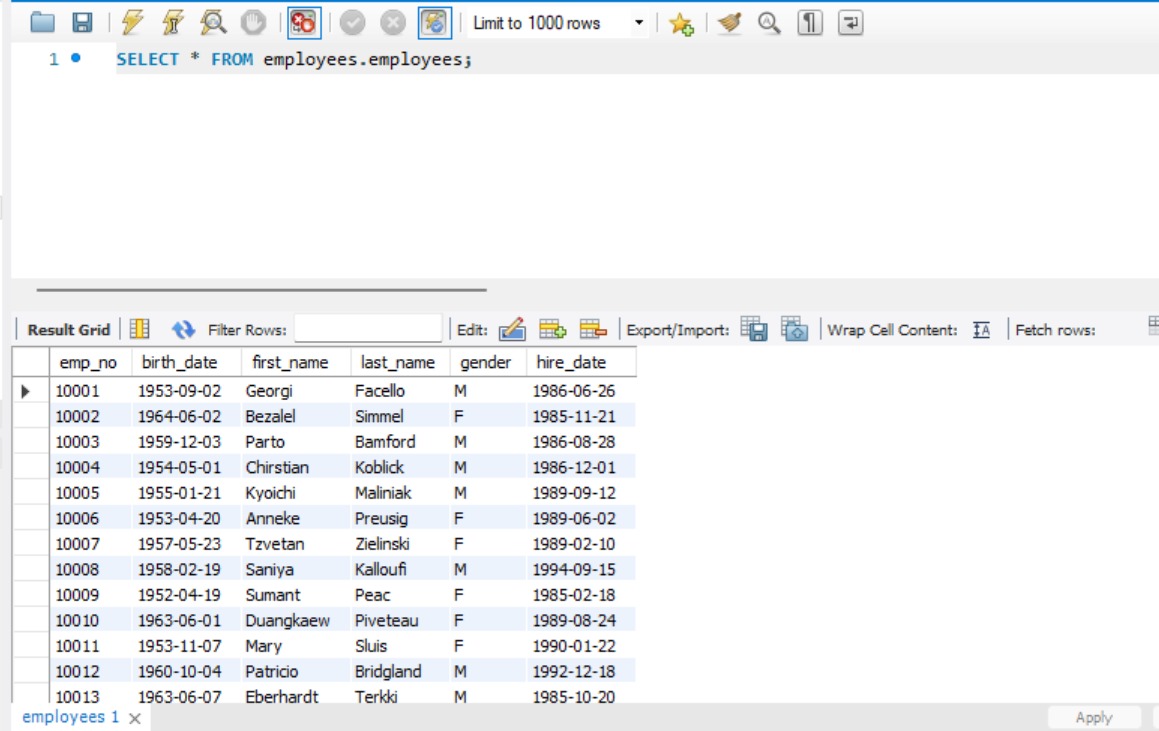 Limit to 1000 rows
1 SELECT * FROM employees.employees;
Result Grid Filter Rows: Edit: Export/Import: Wrap Cell Content: IA Fetch rows:
emp_no birth_date first_name last_name gender hire_date
10001 1953-09-02 Georgi Facello M 1986-06-26
10002 1964-06-02 Bezalel Simmel F 1985-11-21
10003 1959-12-03 Parto Bamford M 1986-08-28
10004 1954-05-01 Chirstian Koblick M 1986-12-01
10005 1955-01-21 Kyoichi Maliniak M 1989-09-12
10006 1953-04-20 Anneke Preusig F 1989-06-02
10007 1957-05-23 Tzvetan Zielinski F 1989-02-10
10008 1958-02-19 Saniya Kalloufi M 1994-09-15
10009 1952-04-19 Sumant Peac F 1985-02-18
10010 1963-06-01 Duangkaew Piveteau F 1989-08-24
10011 1953-11-07 Mary Sluis F 1990-01-22
10012 1960-10-04 Patricio Bridgland M 1992-12-18
10013 1963-06-07 Eberhardt Terkki M 1985-10-20
employees 1 Apply